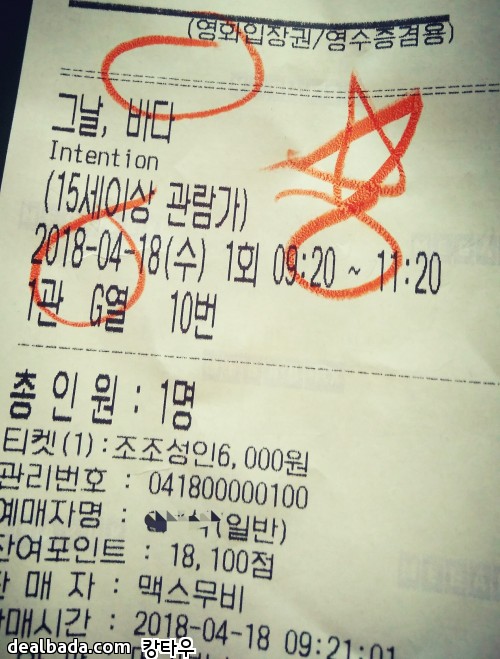 (영화입장권/영수증겸용)
그날, 바다
Intention
(15세이상 관람가)
2018-04-18(수) 1회 09:20 ~ 11:20
1관 G열 10번
총 인 원 : 1명
티켓(1):조조성인6,000원
관리번호 : 041800000100
예매자명 : (일반)
잔여포인트 : 18,100점
판 매 자 : 맥스무비
판매시간 : 2018-04-18 09:21:01
dealbada.com 캉타우